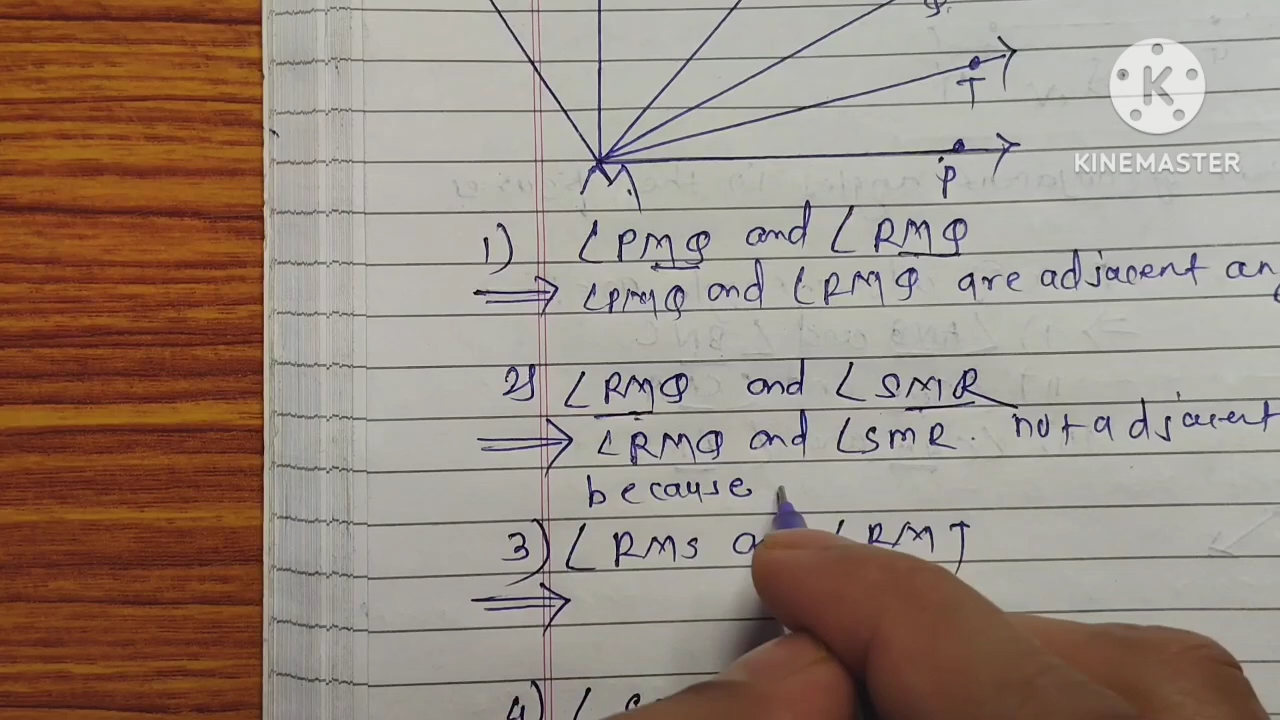 T
KINEMASTER
P
M
1) ∠PMQ and ∠RMQ
⇒ ∠PMQ and ∠RMQ are adjacent an
2) ∠RMQ and ∠SMR
⇒ ∠RMQ and ∠SMR. not adjacent
because
3) ∠RMS ∠RMT
⇒
4) ∠